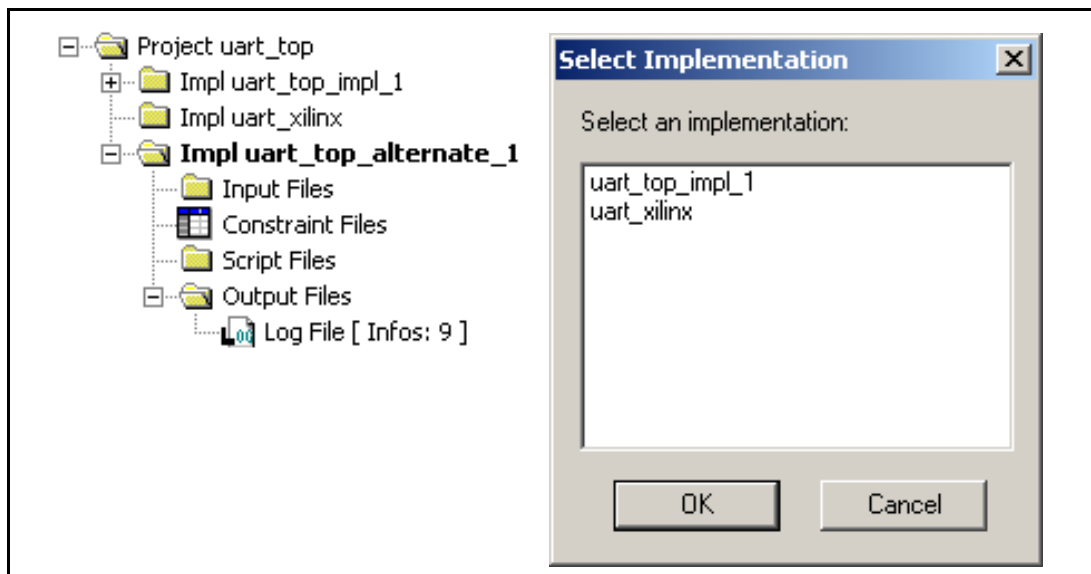 Project uart_top
Impl uart_top_impl_1
Impl uart_xilinx
Impl uart_top_alternate_1
Input Files
Constraint Files
Script Files
Output Files
Log File [ Infos: 9 ]
Select Implementation
Select an implementation:
uart_top_impl_1
uart_xilinx
OK
Cancel